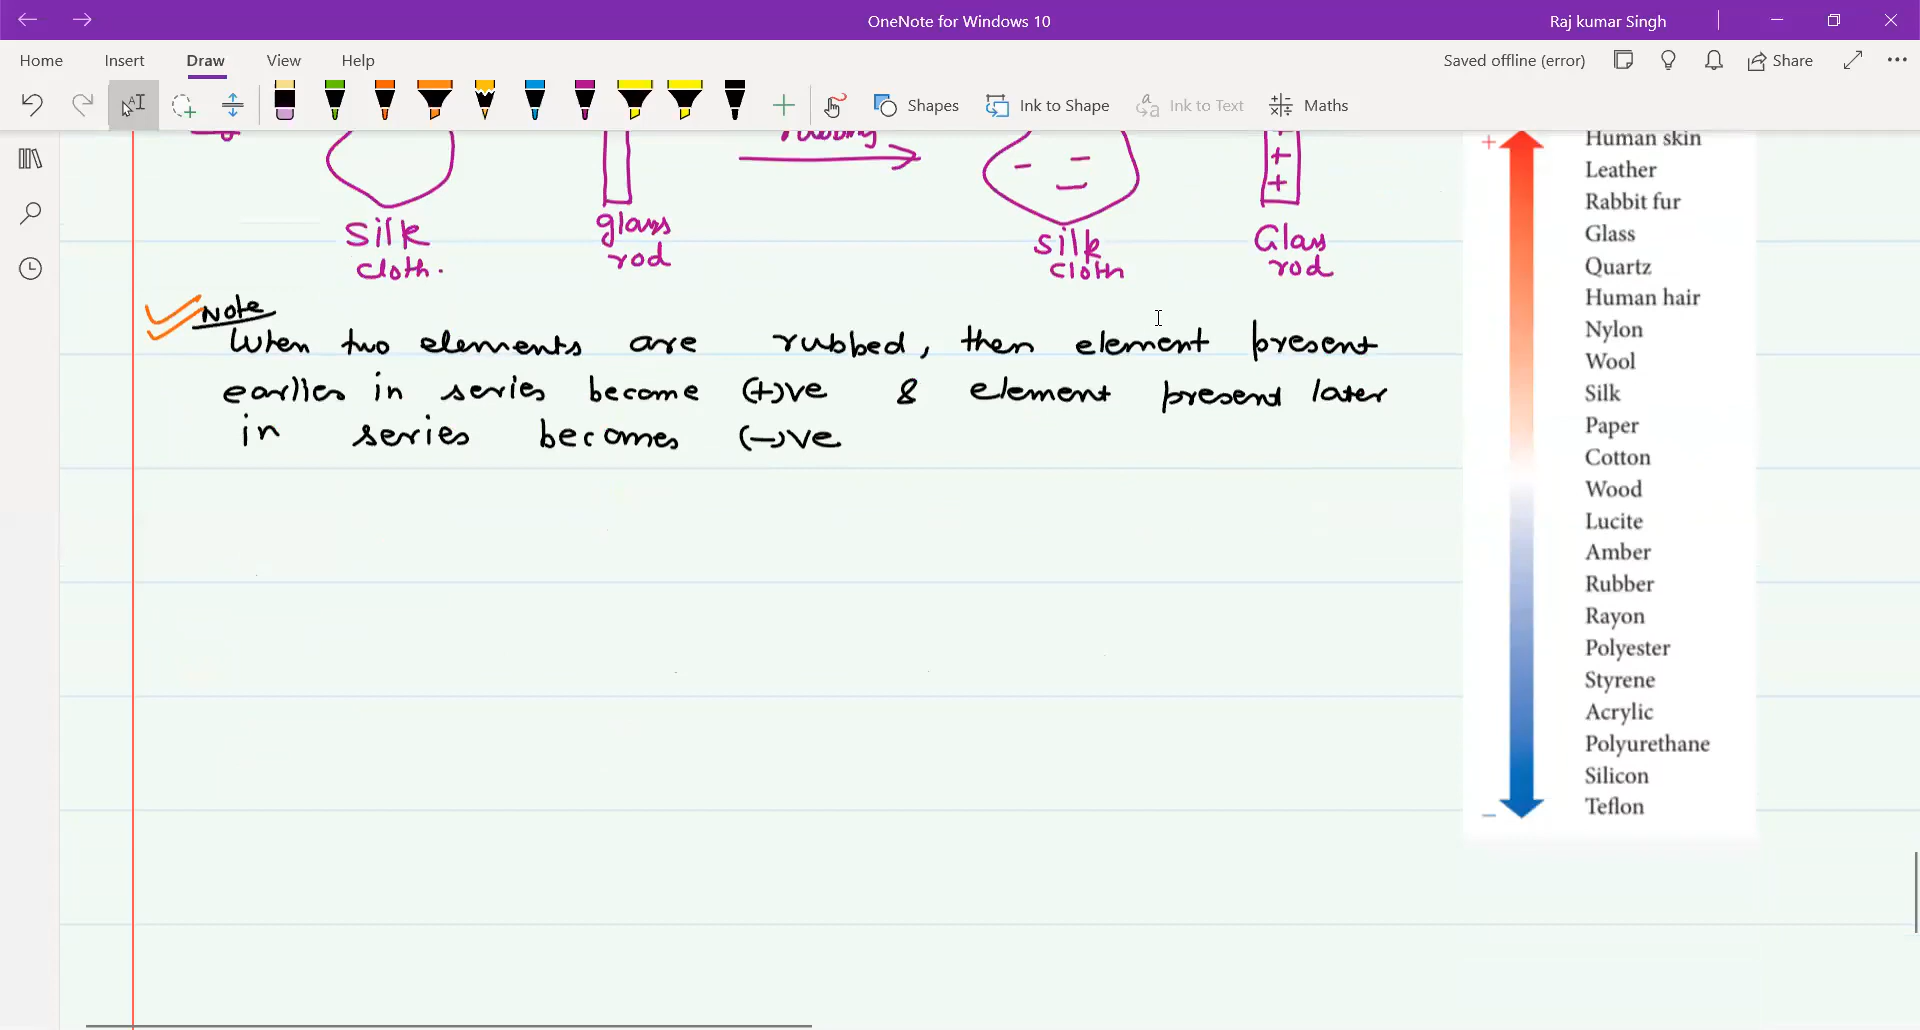 OneNote for Windows 10
Raj kumar Singh
Home Insert Draw View Help
Saved offline (error)
Share
Shapes
Ink to Shape
Ink to Text
Maths
rubbing
silk
cloth.
glass
rod
silk
cloth
Glass
rod
Note
When two elements are rubbed, then element present
earlier in series become (+)ve & element present later
in series becomes (-)ve
+
Human skin
Leather
Rabbit fur
Glass
Quartz
Human hair
Nylon
Wool
Silk
Paper
Cotton
Wood
Lucite
Amber
Rubber
Rayon
Polyester
Styrene
Acrylic
Polyurethane
Silicon
Teflon
–